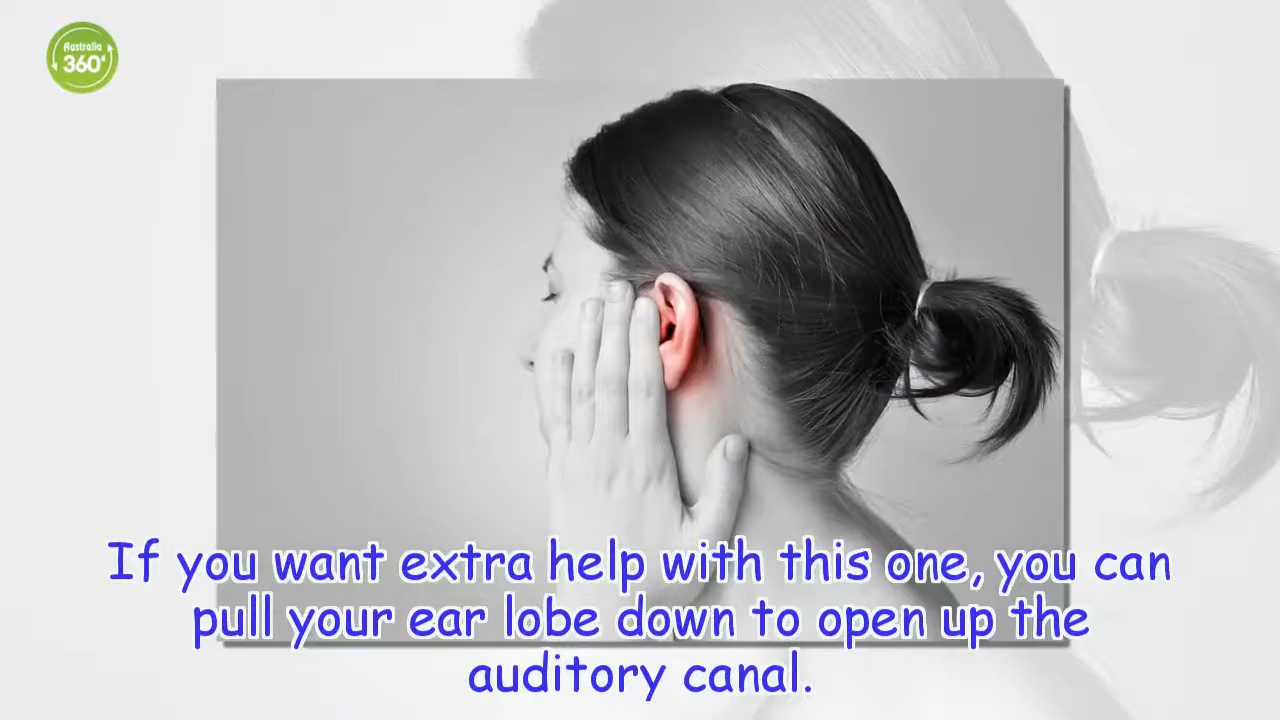 Australia
360°
If you want extra help with this one, you can
pull your ear lobe down to open up the
auditory canal.